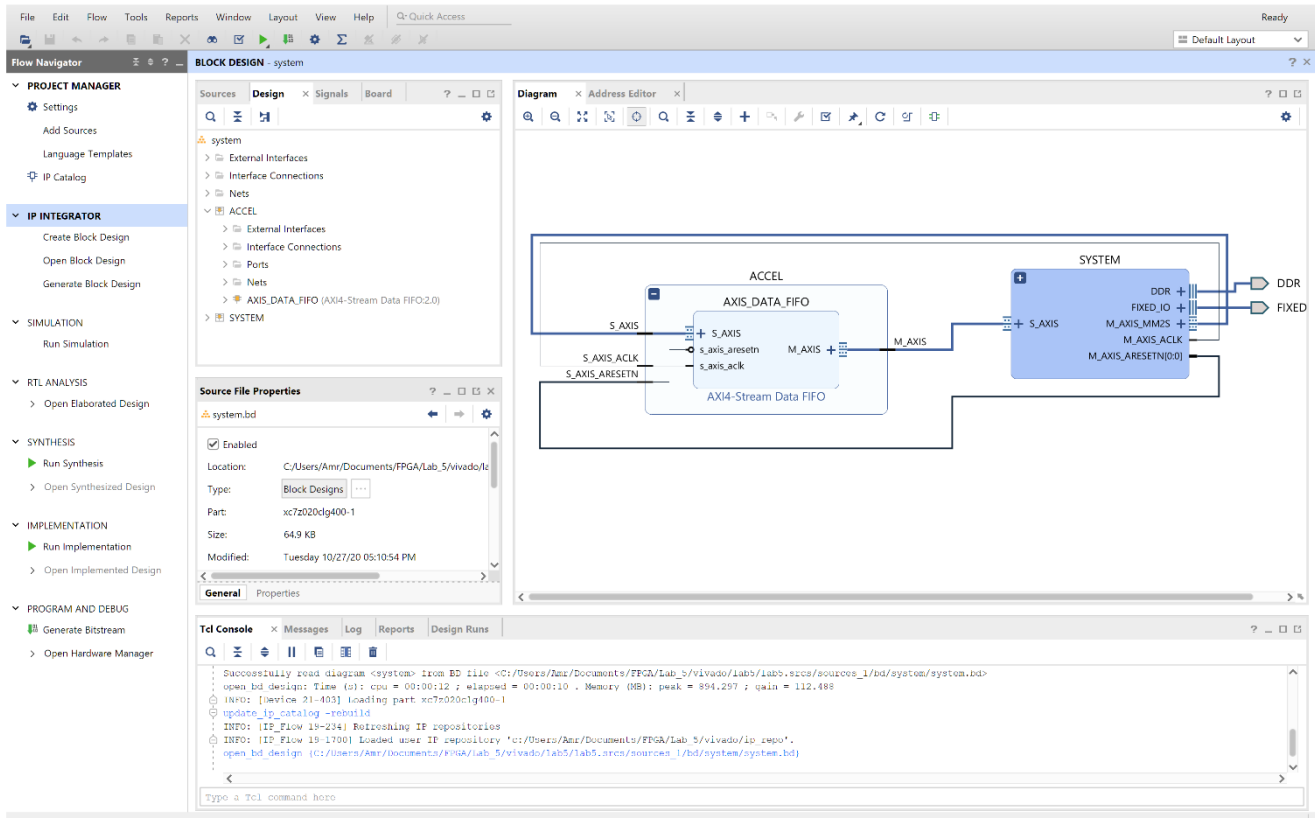 File Edit Flow Tools Reports Window Layout View Help Quick Access Ready
Default Layout
Flow Navigator
BLOCK DESIGN - system
PROJECT MANAGER
Settings
Add Sources
Language Templates
IP Catalog
IP INTEGRATOR
Create Block Design
Open Block Design
Generate Block Design
SIMULATION
Run Simulation
RTL ANALYSIS
Open Elaborated Design
SYNTHESIS
Run Synthesis
Open Synthesized Design
IMPLEMENTATION
Run Implementation
Open Implemented Design
PROGRAM AND DEBUG
Generate Bitstream
Open Hardware Manager
Sources Design Signals Board
system
External Interfaces
Interface Connections
Nets
ACCEL
External Interfaces
Interface Connections
Ports
Nets
AXIS_DATA_FIFO (AXI4-Stream Data FIFO:2.0)
SYSTEM
Source File Properties
system.bd
Enabled
Location: C:/Users/Amr/Documents/FPGA/Lab_5/vivado/la
Type: Block Designs ...
Part: xc7z020clg400-1
Size: 64.9 KB
Modified: Tuesday 10/27/20 05:10:54 PM
General Properties
Diagram Address Editor
ACCEL
AXIS_DATA_FIFO
S_AXIS
S_AXIS_ACLK
S_AXIS_ARESETN
S_AXIS
s_axis_aresetn
s_axis_aclk
M_AXIS
AXI4-Stream Data FIFO
M_AXIS
SYSTEM
S_AXIS
DDR
FIXED_IO
M_AXIS_MM2S
M_AXIS_ACLK
M_AXIS_ARESETN[0:0]
DDR
FIXED
Tcl Console Messages Log Reports Design Runs
Successfully read diagram <system> from BD file <C:/Users/Amr/Documents/FPGA/Lab_5/vivado/lab5/lab5.srcs/sources_1/bd/system/system.bd>
open_bd_design: Time (s): cpu = 00:00:12 ; elapsed = 00:00:10 . Memory (MB): peak = 894.297 ; gain = 112.488
INFO: [Device 21-403] Loading part xc7z020clg400-1
update_ip_catalog -rebuild
INFO: [IP_Flow 19-234] Refreshing IP repositories
INFO: [IP_Flow 19-1700] Loaded user IP repository 'c:/Users/Amr/Documents/FPGA/Lab_5/vivado/ip_repo'.
open_bd_design {C:/Users/Amr/Documents/FPGA/Lab_5/vivado/lab5/lab5.srcs/sources_1/bd/system/system.bd}
Type a Tcl command here